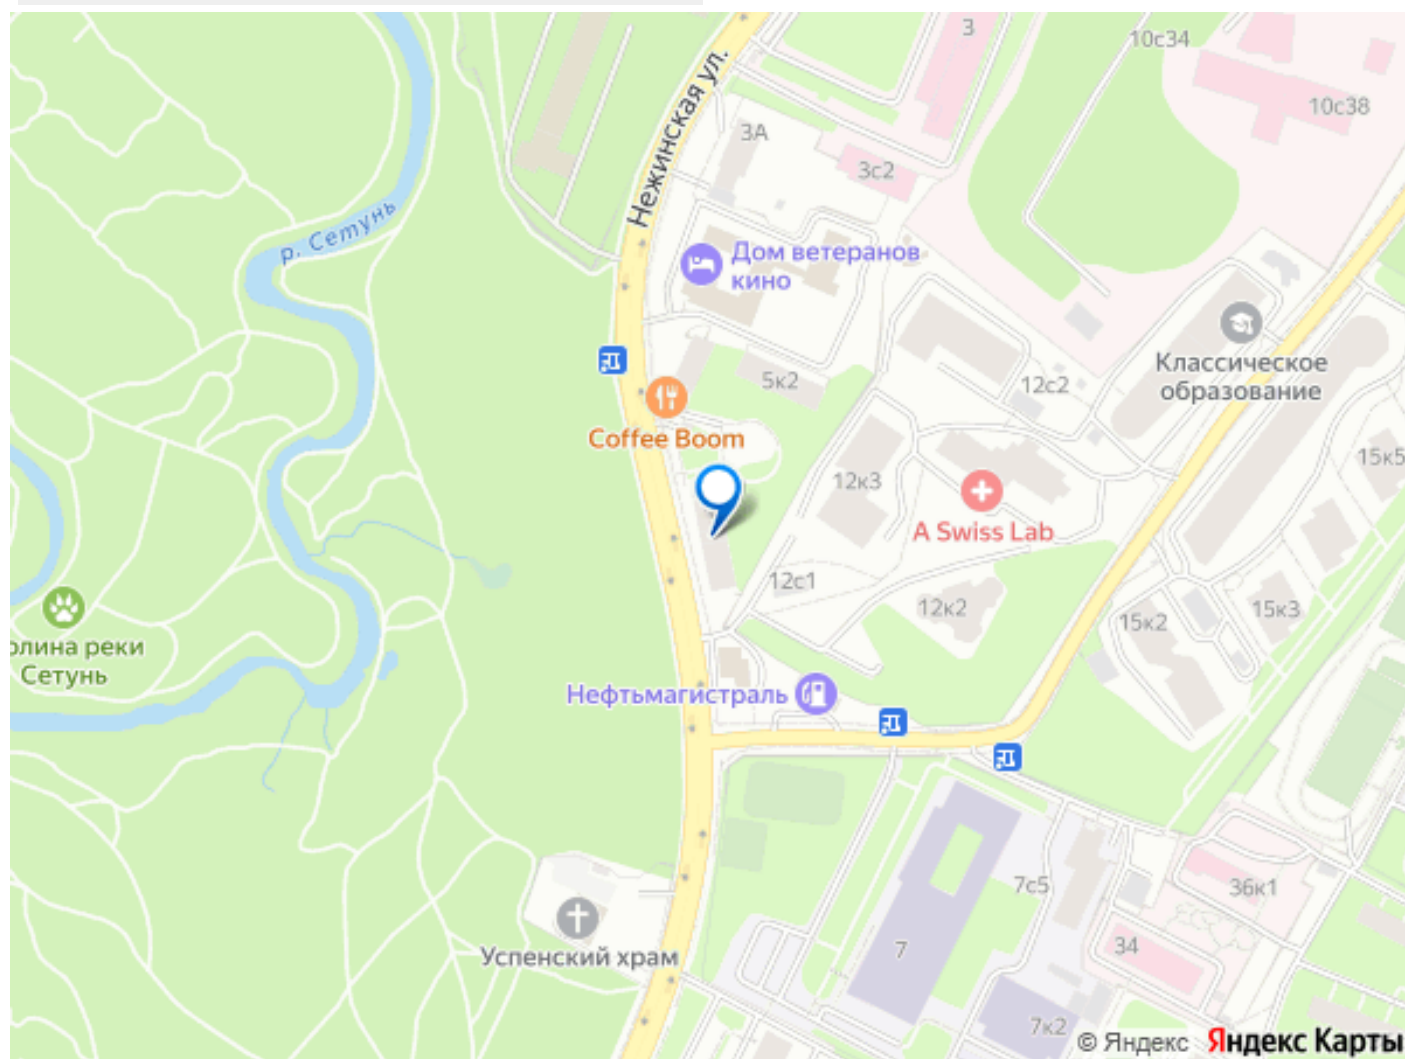 3
10с34
10с38
Нежинская ул.
3А
3с2
р. Сетунь
Дом ветеранов
кино
Классическое
образование
5к2
12с2
Coffee Boom
15к5
12к3
A Swiss Lab
12с1
12к2
15к3
15к2
олина реки
Сетунь
Нефтьмагистраль
7с5
36к1
Успенский храм
7
34
7к2
© Яндекс Яндекс Карты